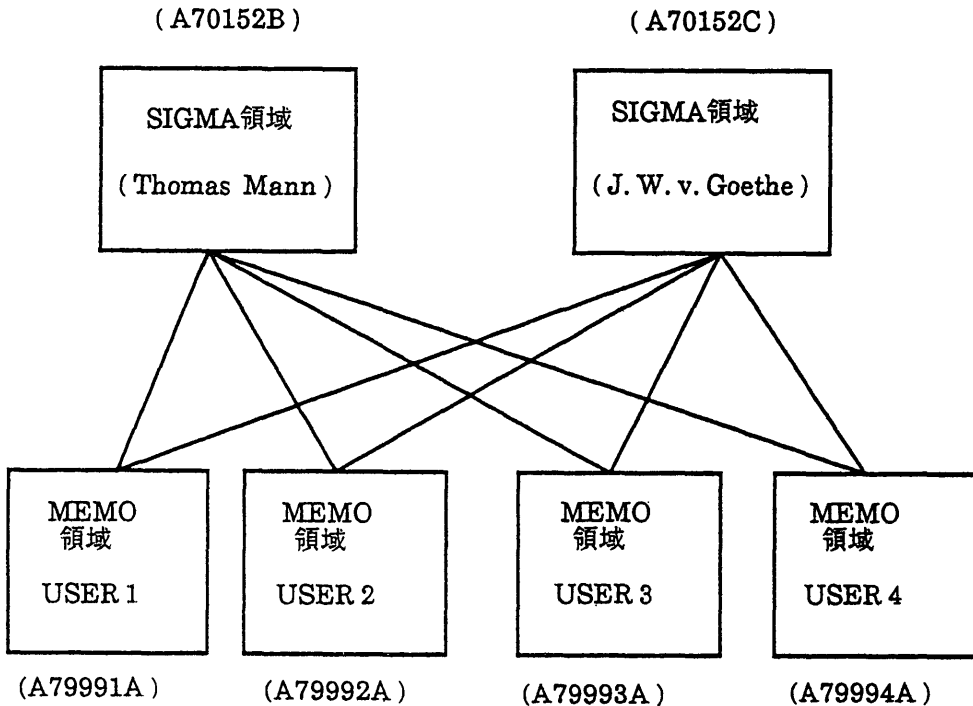 (A70152B)
(A70152C)
SIGMA領域
(Thomas Mann)
SIGMA領域
(J. W. v. Goethe)
MEMO
領域
USER 1
MEMO
領域
USER 2
MEMO
領域
USER 3
MEMO
領域
USER 4
(A79991A)
(A79992A)
(A79993A)
(A79994A)